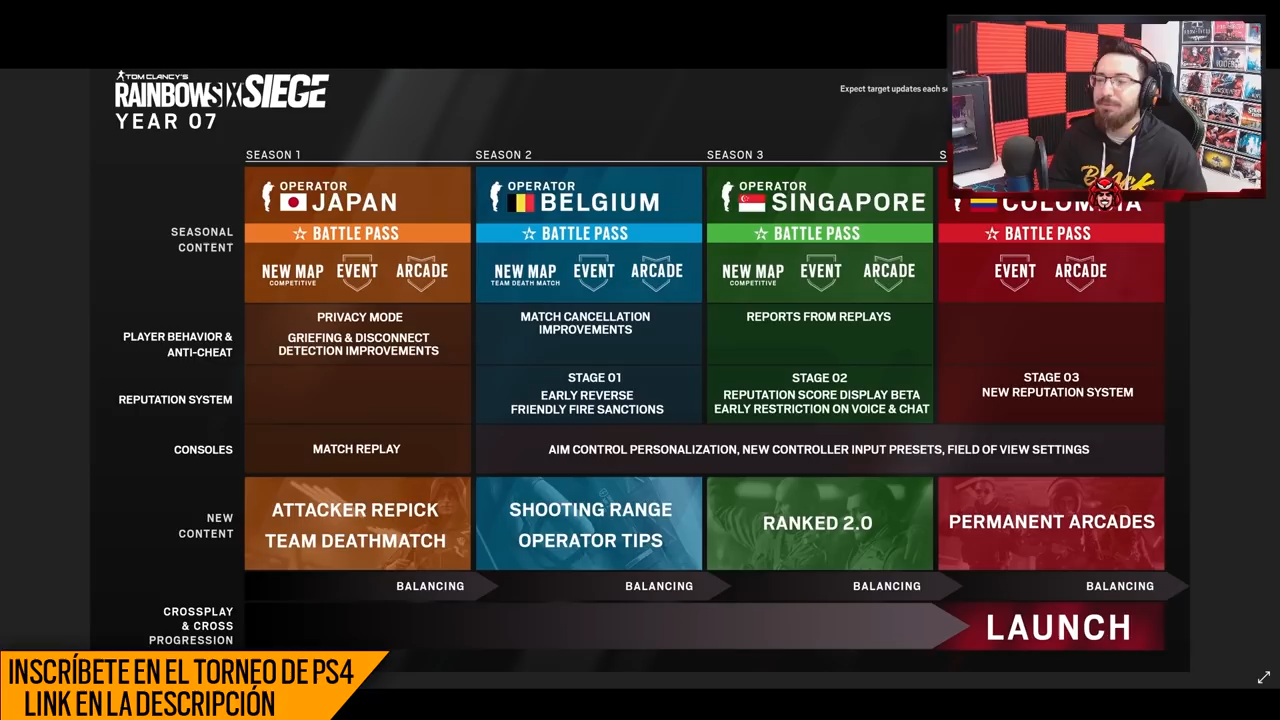 TOM CLANCY'S
RAINBOWSIXSIEGE
YEAR 07
Expect target updates each
SEASON 1
SEASON 2
SEASON 3
OPERATOR
JAPAN
OPERATOR
BELGIUM
OPERATOR
SINGAPORE
COLOMBIA
SEASONAL
CONTENT
BATTLE PASS
BATTLE PASS
BATTLE PASS
BATTLE PASS
NEW MAP
COMPETITIVE
EVENT
ARCADE
NEW MAP
TEAM DEATH MATCH
EVENT
ARCADE
NEW MAP
COMPETITIVE
EVENT
ARCADE
EVENT
ARCADE
PLAYER BEHAVIOR &
ANTI-CHEAT
PRIVACY MODE
GRIEFING & DISCONNECT
DETECTION IMPROVEMENTS
MATCH CANCELLATION
IMPROVEMENTS
REPORTS FROM REPLAYS
REPUTATION SYSTEM
STAGE 01
EARLY REVERSE
FRIENDLY FIRE SANCTIONS
STAGE 02
REPUTATION SCORE DISPLAY BETA
EARLY RESTRICTION ON VOICE & CHAT
STAGE 03
NEW REPUTATION SYSTEM
CONSOLES
MATCH REPLAY
AIM CONTROL PERSONALIZATION, NEW CONTROLLER INPUT PRESETS, FIELD OF VIEW SETTINGS
NEW
CONTENT
ATTACKER REPICK
TEAM DEATHMATCH
SHOOTING RANGE
OPERATOR TIPS
RANKED 2.0
PERMANENT ARCADES
BALANCING
BALANCING
BALANCING
BALANCING
CROSSPLAY
& CROSS
PROGRESSION
LAUNCH
INSCRÍBETE EN EL TORNEO DE PS4
LINK EN LA DESCRIPCIÓN